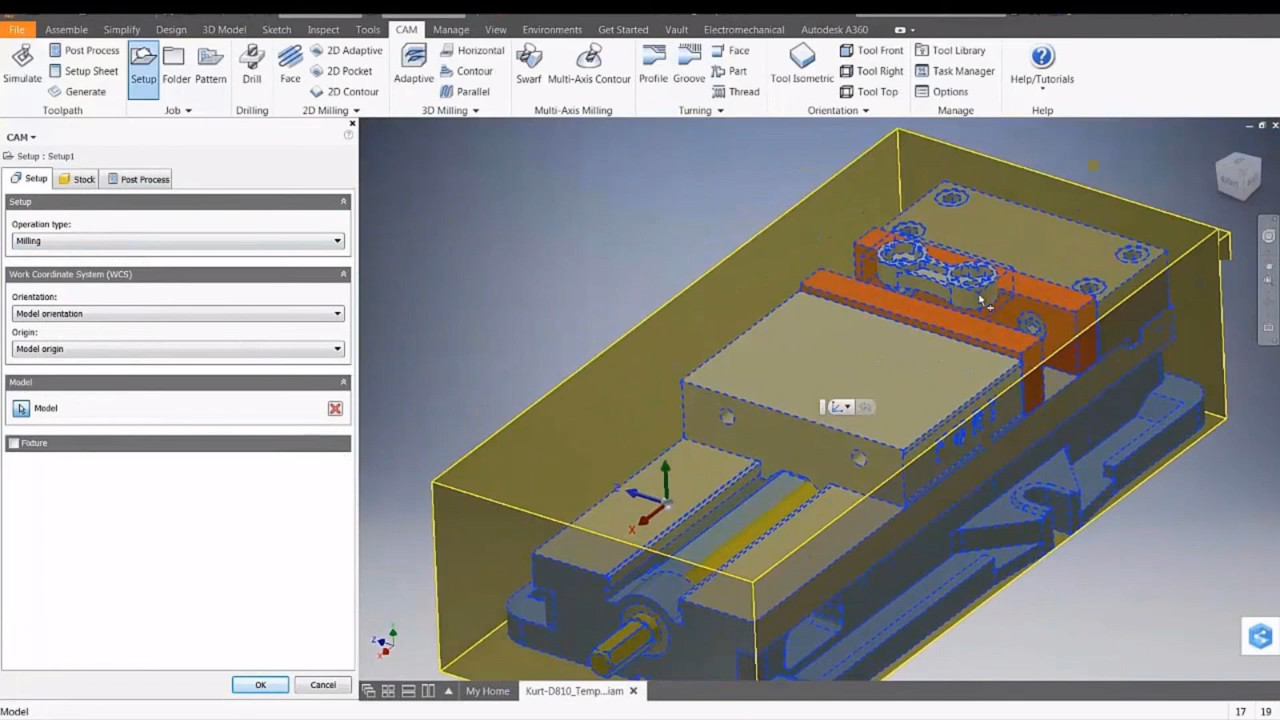 File Assemble Simplify Design 3D Model Sketch Inspect Tools CAM Manage View Environments Get Started Vault Electromechanical Autodesk A360
Post Process 2D Adaptive Horizontal Face Tool Front Tool Library
Simulate Setup Sheet Setup Folder Pattern Drill Face 2D Pocket Adaptive Contour Swarf Multi-Axis Contour Profile Groove Part Tool Isometric Tool Right Task Manager Help/Tutorials
Generate 2D Contour Parallel Thread Tool Top Options
Toolpath Job Drilling 2D Milling 3D Milling Multi-Axis Milling Turning Orientation Manage Help
CAM
Setup : Setup1
Setup Stock Post Process
Setup
Operation type:
Milling
Work Coordinate System (WCS)
Orientation:
Model orientation
Origin:
Model origin
Model
Model
Fixture
X
Z
X
OK Cancel
My Home Kurt-D810_Temp...iam
Model 17 19